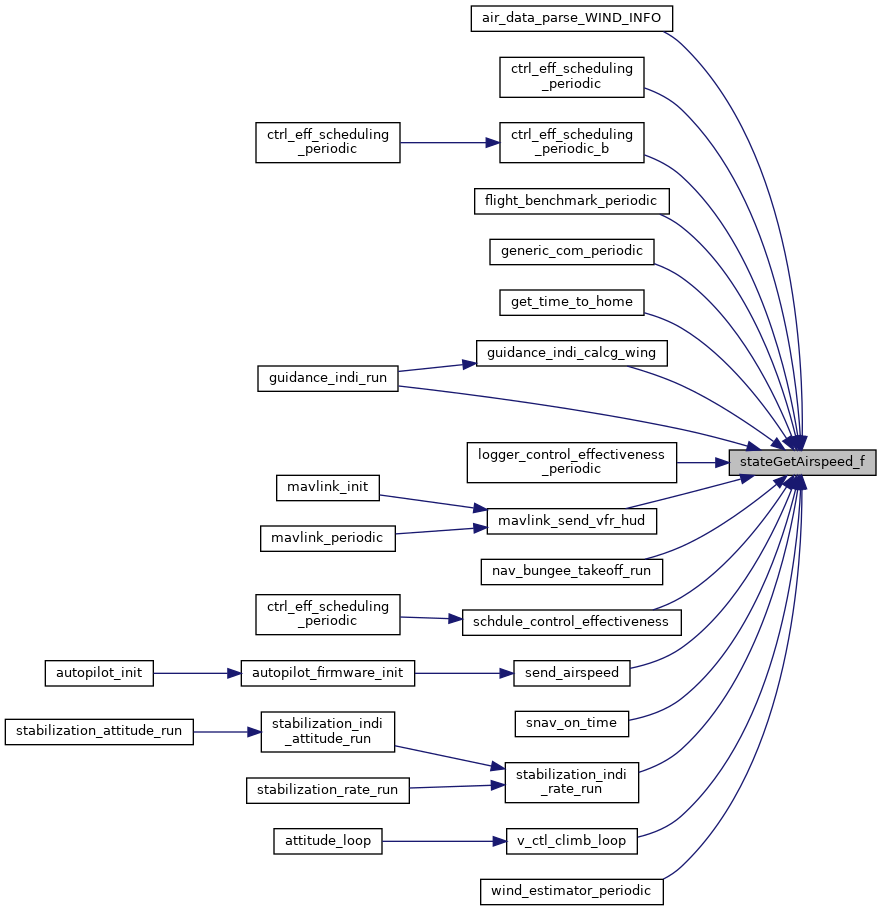 air_data_parse_WIND_INFO
ctrl_eff_scheduling
_periodic
ctrl_eff_scheduling
_periodic
ctrl_eff_scheduling
_periodic_b
flight_benchmark_periodic
generic_com_periodic
get_time_to_home
guidance_indi_calcg_wing
guidance_indi_run
logger_control_effectiveness
_periodic
stateGetAirspeed_f
mavlink_init
mavlink_send_vfr_hud
mavlink_periodic
nav_bungee_takeoff_run
ctrl_eff_scheduling
_periodic
schdule_control_effectiveness
autopilot_init
autopilot_firmware_init
send_airspeed
snav_on_time
stabilization_attitude_run
stabilization_indi
_attitude_run
stabilization_indi
_rate_run
stabilization_rate_run
attitude_loop
v_ctl_climb_loop
wind_estimator_periodic